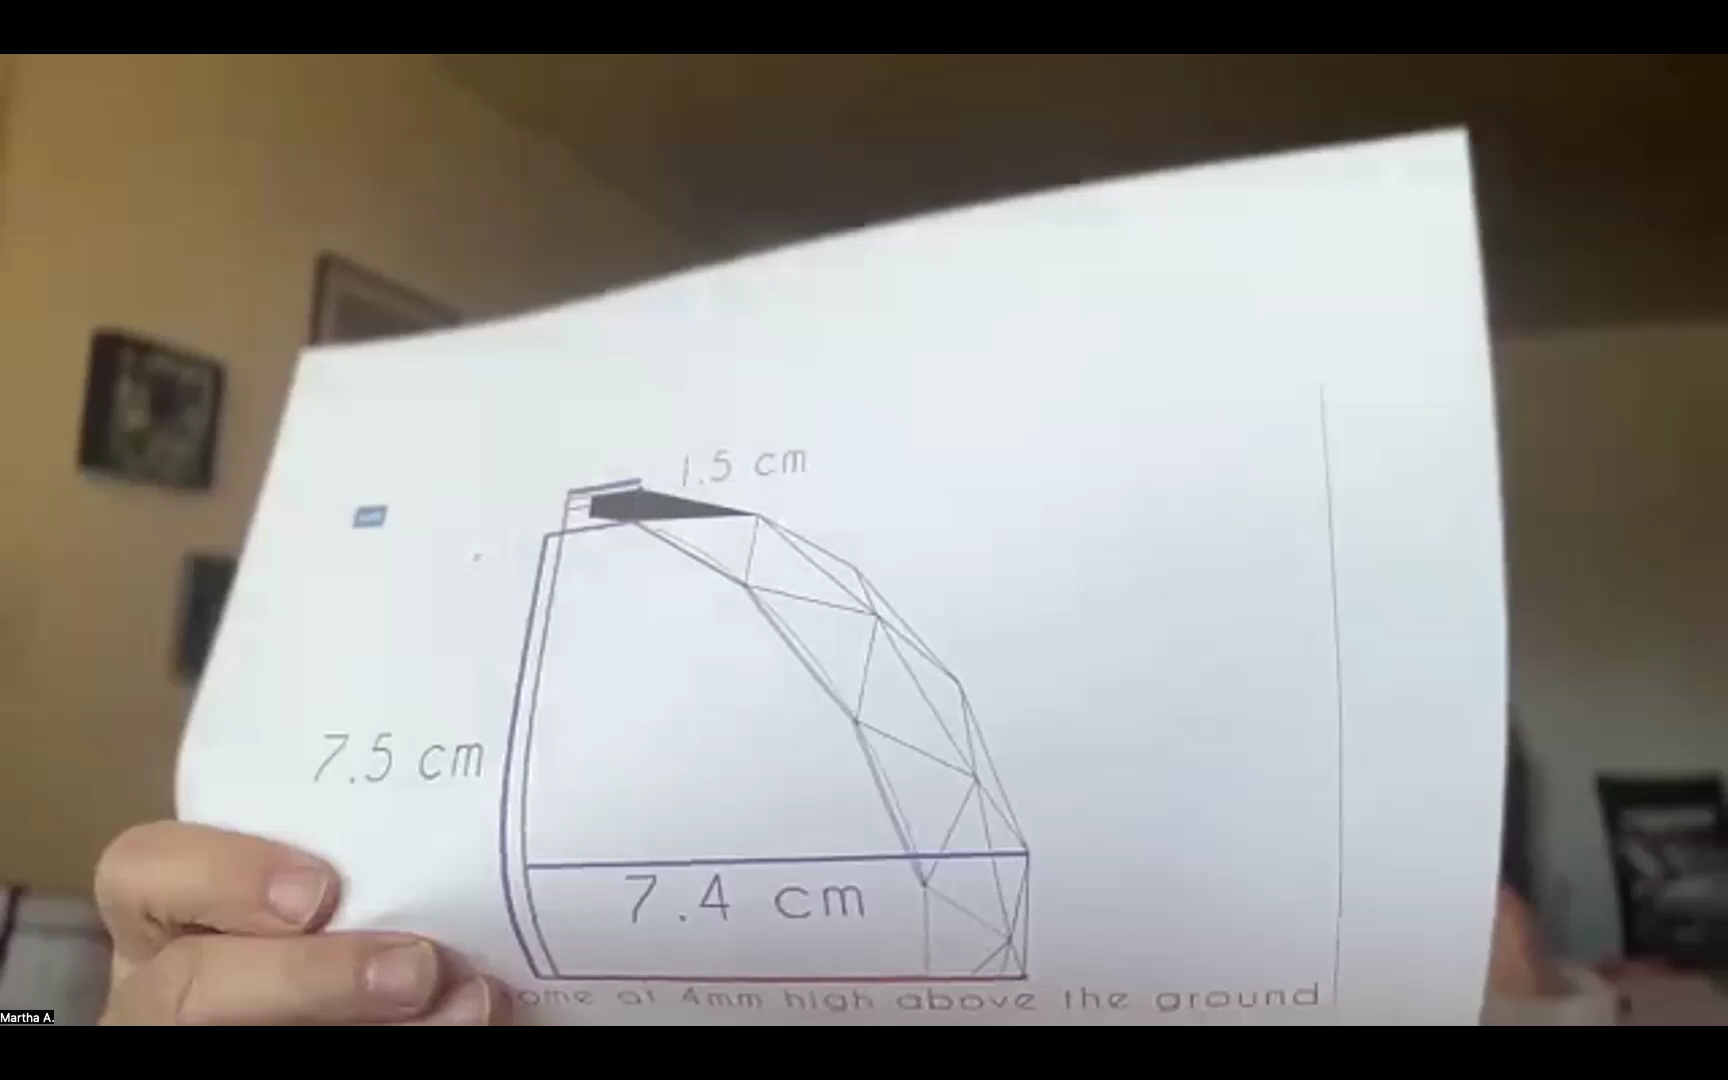 1.5 cm
7.5 cm
7.4 cm
at 4mm high above the ground
Martha A.